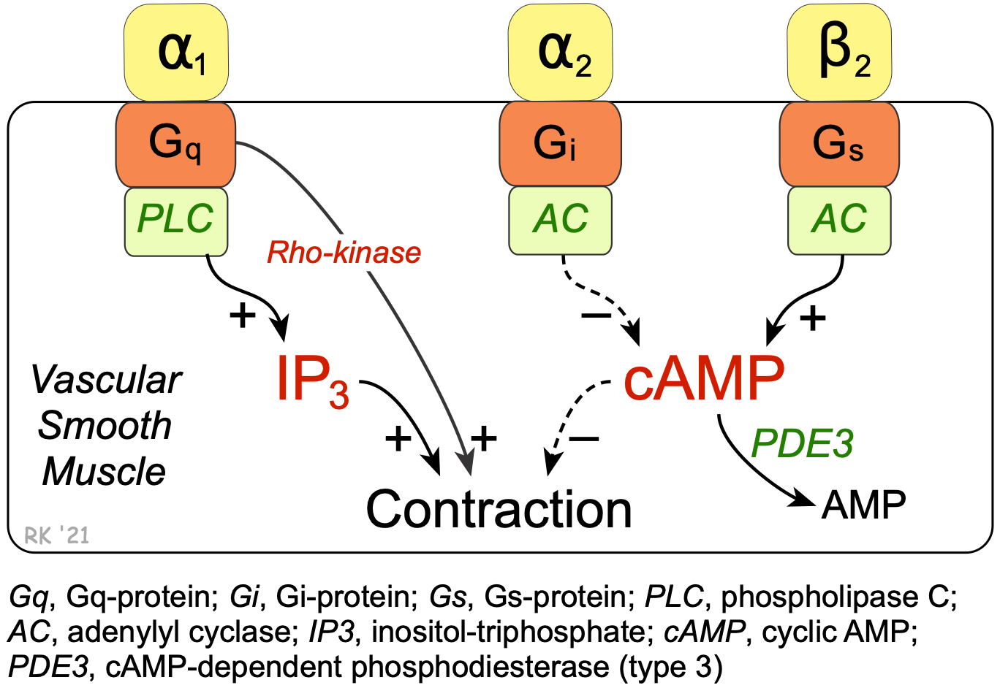 α1
α2
β2
Gq
Gi
Gs
PLC
AC
AC
Rho-kinase
+
–
+
IP3
cAMP
Vascular
Smooth
Muscle
+
+
–
PDE3
Contraction
AMP
RK '21
Gq, Gq-protein; Gi, Gi-protein; Gs, Gs-protein; PLC, phospholipase C;
AC, adenylyl cyclase; IP3, inositol-triphosphate; cAMP, cyclic AMP;
PDE3, cAMP-dependent phosphodiesterase (type 3)